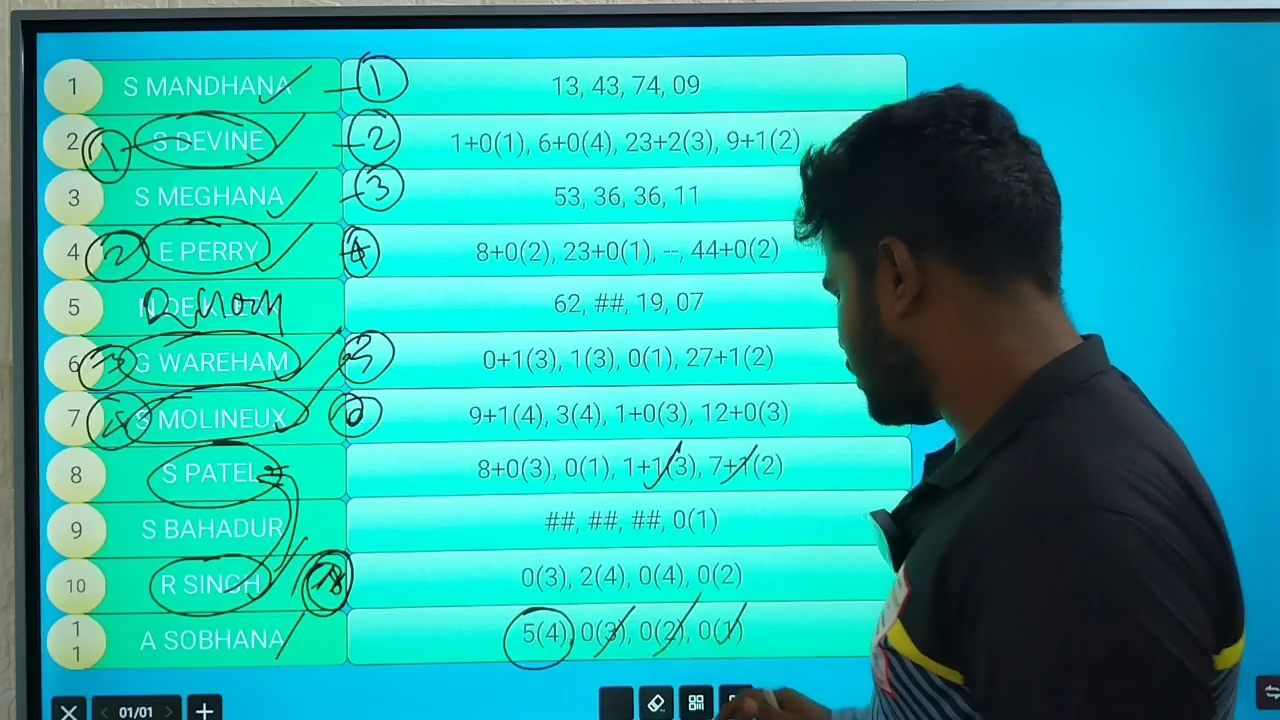 1 S MANDHANA 1 13, 43, 74, 09
2 1 S DEVINE 2 1+0(1), 6+0(4), 23+2(3), 9+1(2)
3 S MEGHANA 3 53, 36, 36, 11
4 2 E PERRY 4 8+0(2), 23+0(1), --, 44+0(2)
5 62, ##, 19, 07
6 3 G WAREHAM 5 0+1(3), 1(3), 0(1), 27+1(2)
7 4 S MOLINEUX 6 9+1(4), 3(4), 1+0(3), 12+0(3)
8 S PATEL 8+0(3), 0(1), 1+1(3), 7+1(2)
9 S BAHADUR ##, ##, ##, 0(1)
10 R SINGH 0(3), 2(4), 0(4), 0(2)
11 A SOBHANA 5(4), 0(3), 0(2), 0(1)
01/01